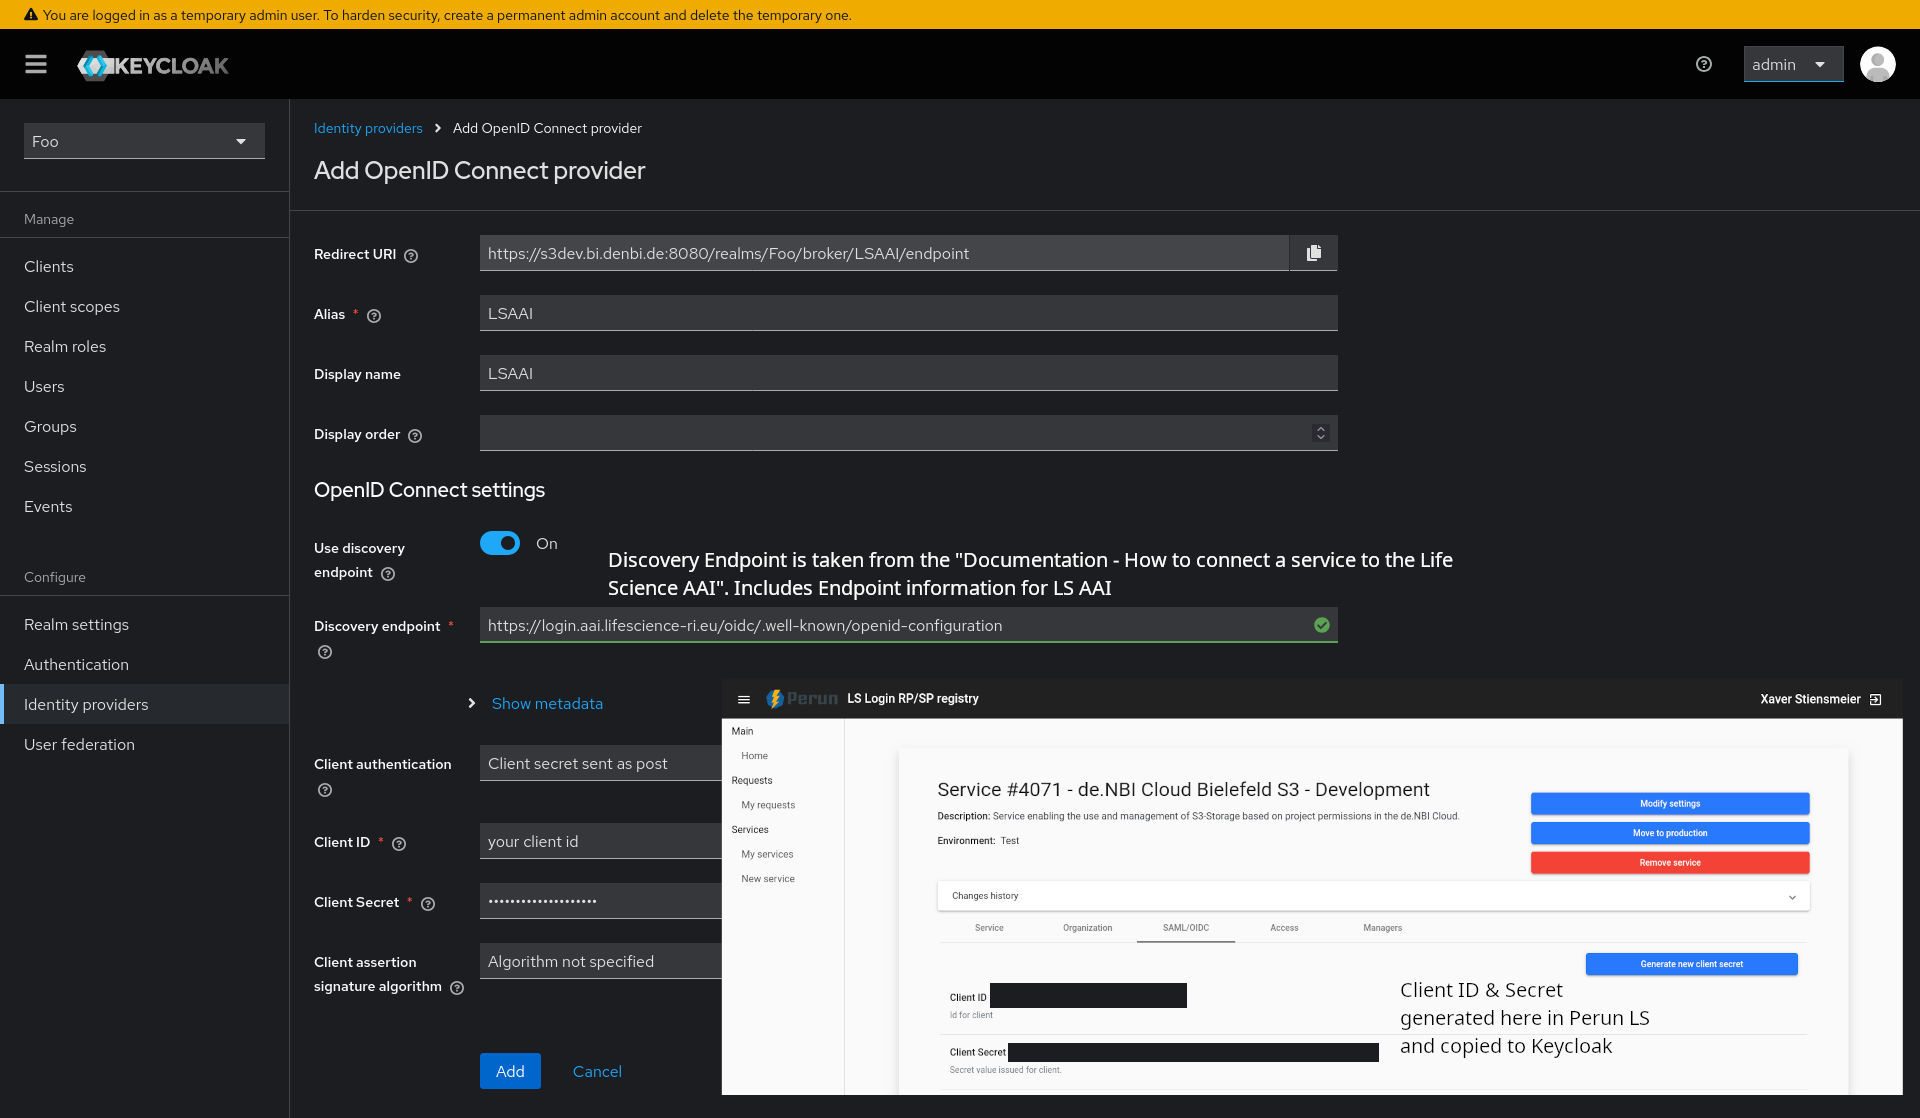 You are logged in as a temporary admin user. To harden security, create a permanent admin account and delete the temporary one.
KEYCLOAK
admin
Foo
Manage
Clients
Client scopes
Realm roles
Users
Groups
Sessions
Events
Configure
Realm settings
Authentication
Identity providers
User federation
Identity providers
Add OpenID Connect provider
Add OpenID Connect provider
Redirect URI
https://s3dev.bi.denbi.de:8080/realms/Foo/broker/LSAAI/endpoint
Alias *
LSAAI
Display name
LSAAI
Display order
OpenID Connect settings
Use discovery
endpoint
On
Discovery Endpoint is taken from the "Documentation - How to connect a service to the Life
Science AAI". Includes Endpoint information for LS AAI
Discovery endpoint *
https://login.aai.lifescience-ri.eu/oidc/.well-known/openid-configuration
Show metadata
Client authentication
Client secret sent as post
Client ID *
your client id
Client Secret *
••••••••••••••••••••
Client assertion
signature algorithm
Algorithm not specified
Add
Cancel
Perun
LS Login RP/SP registry
Xaver Stiensmeier
Main
Home
Requests
My requests
Services
My services
New service
Service #4071 - de.NBI Cloud Bielefeld S3 - Development
Description: Service enabling the use and management of S3-Storage based on project permissions in the de.NBI Cloud.
Environment: Test
Modify settings
Move to production
Remove service
Changes history
Service
Organization
SAML/OIDC
Access
Managers
Generate new client secret
Client ID
Id for client
Client Secret
Secret value issued for client.
Client ID & Secret
generated here in Perun LS
and copied to Keycloak